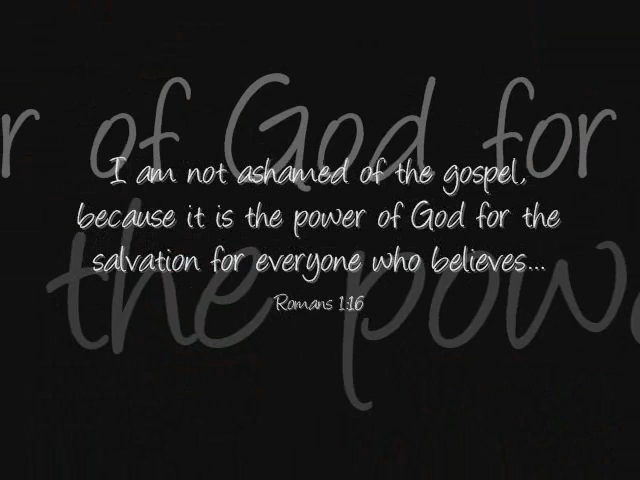 r of God for
I am not ashamed of the gospel,
because it is the power of God for the
salvation for everyone who believes...
the pow
Romans 1:16